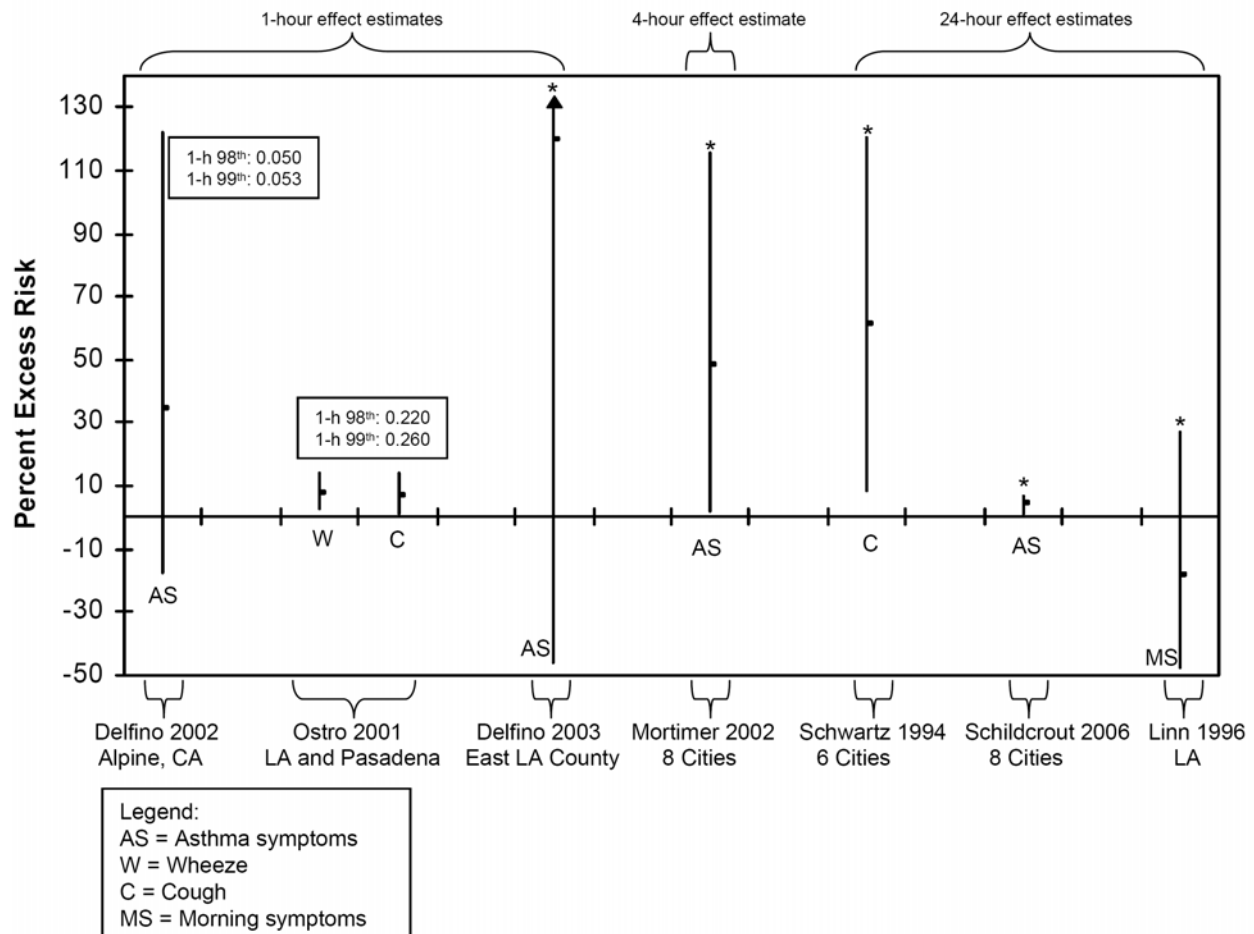 1-hour effect estimates
4-hour effect estimate
24-hour effect estimates
Percent Excess Risk
130
110
90
70
50
30
10
-10
-30
-50
1-h 98th: 0.050
1-h 99th: 0.053
1-h 98th: 0.220
1-h 99th: 0.260
*
*
*
*
*
AS
W
C
AS
AS
C
AS
MS
Delfino 2002
Alpine, CA
Ostro 2001
LA and Pasadena
Delfino 2003
East LA County
Mortimer 2002
8 Cities
Schwartz 1994
6 Cities
Schildcrout 2006
8 Cities
Linn 1996
LA
Legend:
AS = Asthma symptoms
W = Wheeze
C = Cough
MS = Morning symptoms